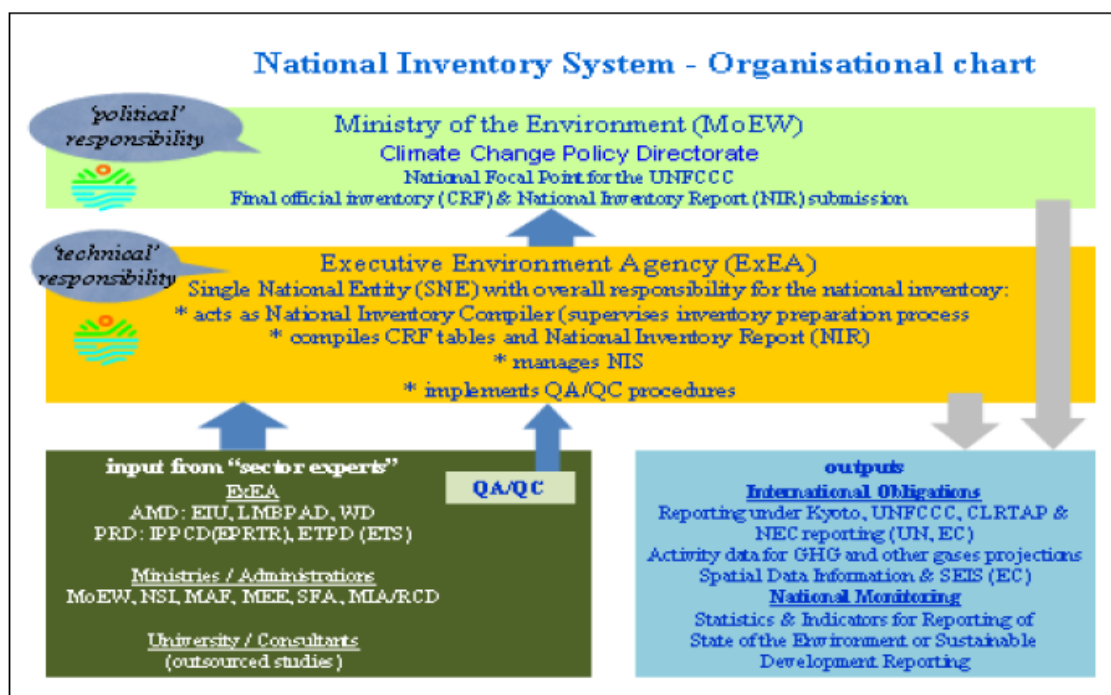 National Inventory System - Organisational chart
'political'
responsibility
Ministry of the Environment (MoEW)
Climate Change Policy Directorate
National Focal Point for the UNFCCC
Final official inventory (CRF) & National Inventory Report (NIR) submission
'technical'
responsibility
Executive Environment Agency (ExEA)
Single National Entity (SNE) with overall responsibility for the national inventory:
* acts as National Inventory Compiler (supervises inventory preparation process
* compiles CRF tables and National Inventory Report (NIR)
* manages NIS
* implements QA/QC procedures
input from "sector experts"
ExEA
AMD: EIU, LMBPAD, WD
PRD: IPPCD(EPRTR), ETPD (ETS)
Ministries / Administrations
MoEW, NSI, MAF, MEE, SFA, MIA/RCD
University / Consultants
(outsourced studies)
QA/QC
outputs
International Obligations
Reporting under Kyoto, UNFCCC, CLRTAP &
NEC reporting (UN, EC)
Activity data for GHG and other gases projections
Spatial Data Information & SEIS (EC)
National Monitoring
Statistics & Indicators for Reporting of
State of the Environment or Sustainable
Development Reporting